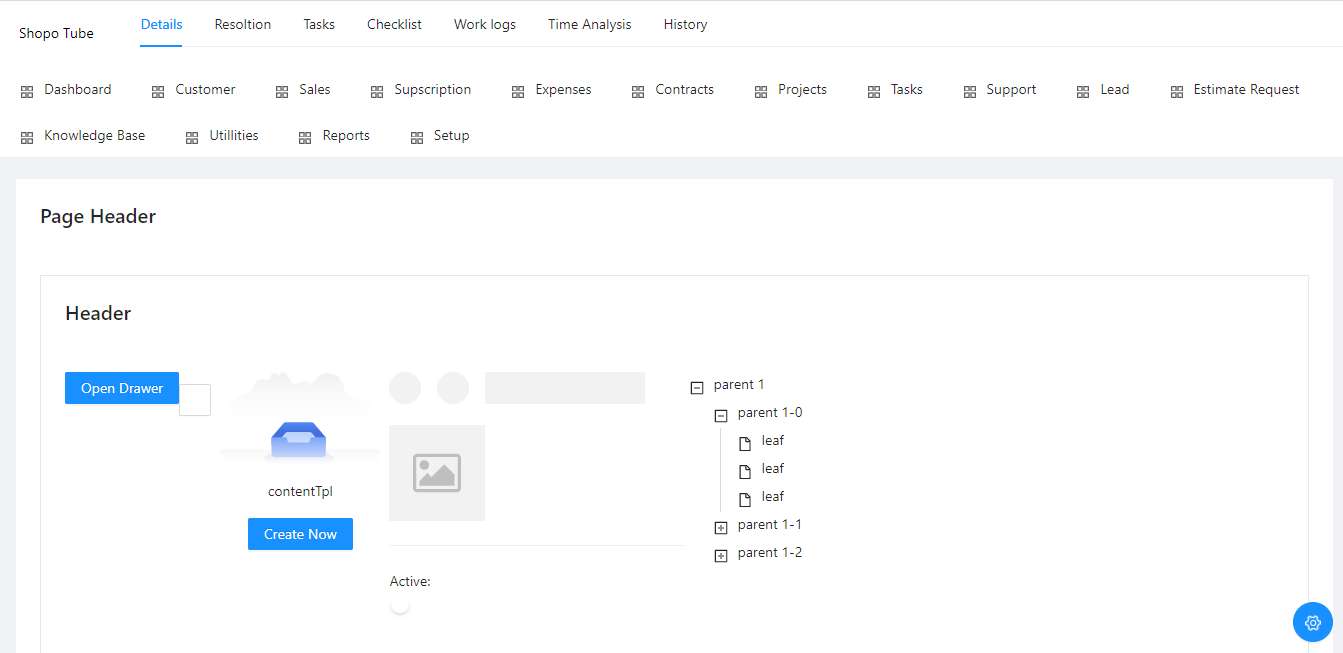 Shopo Tube Details Resoltion Tasks Checklist Work logs Time Analysis History
Dashboard Customer Sales Supscription Expenses Contracts Projects Tasks Support Lead Estimate Request
Knowledge Base Utillities Reports Setup
Page Header
Header
Open Drawer
contentTpl
Create Now
Active:
parent 1
parent 1-0
leaf
leaf
leaf
parent 1-1
parent 1-2